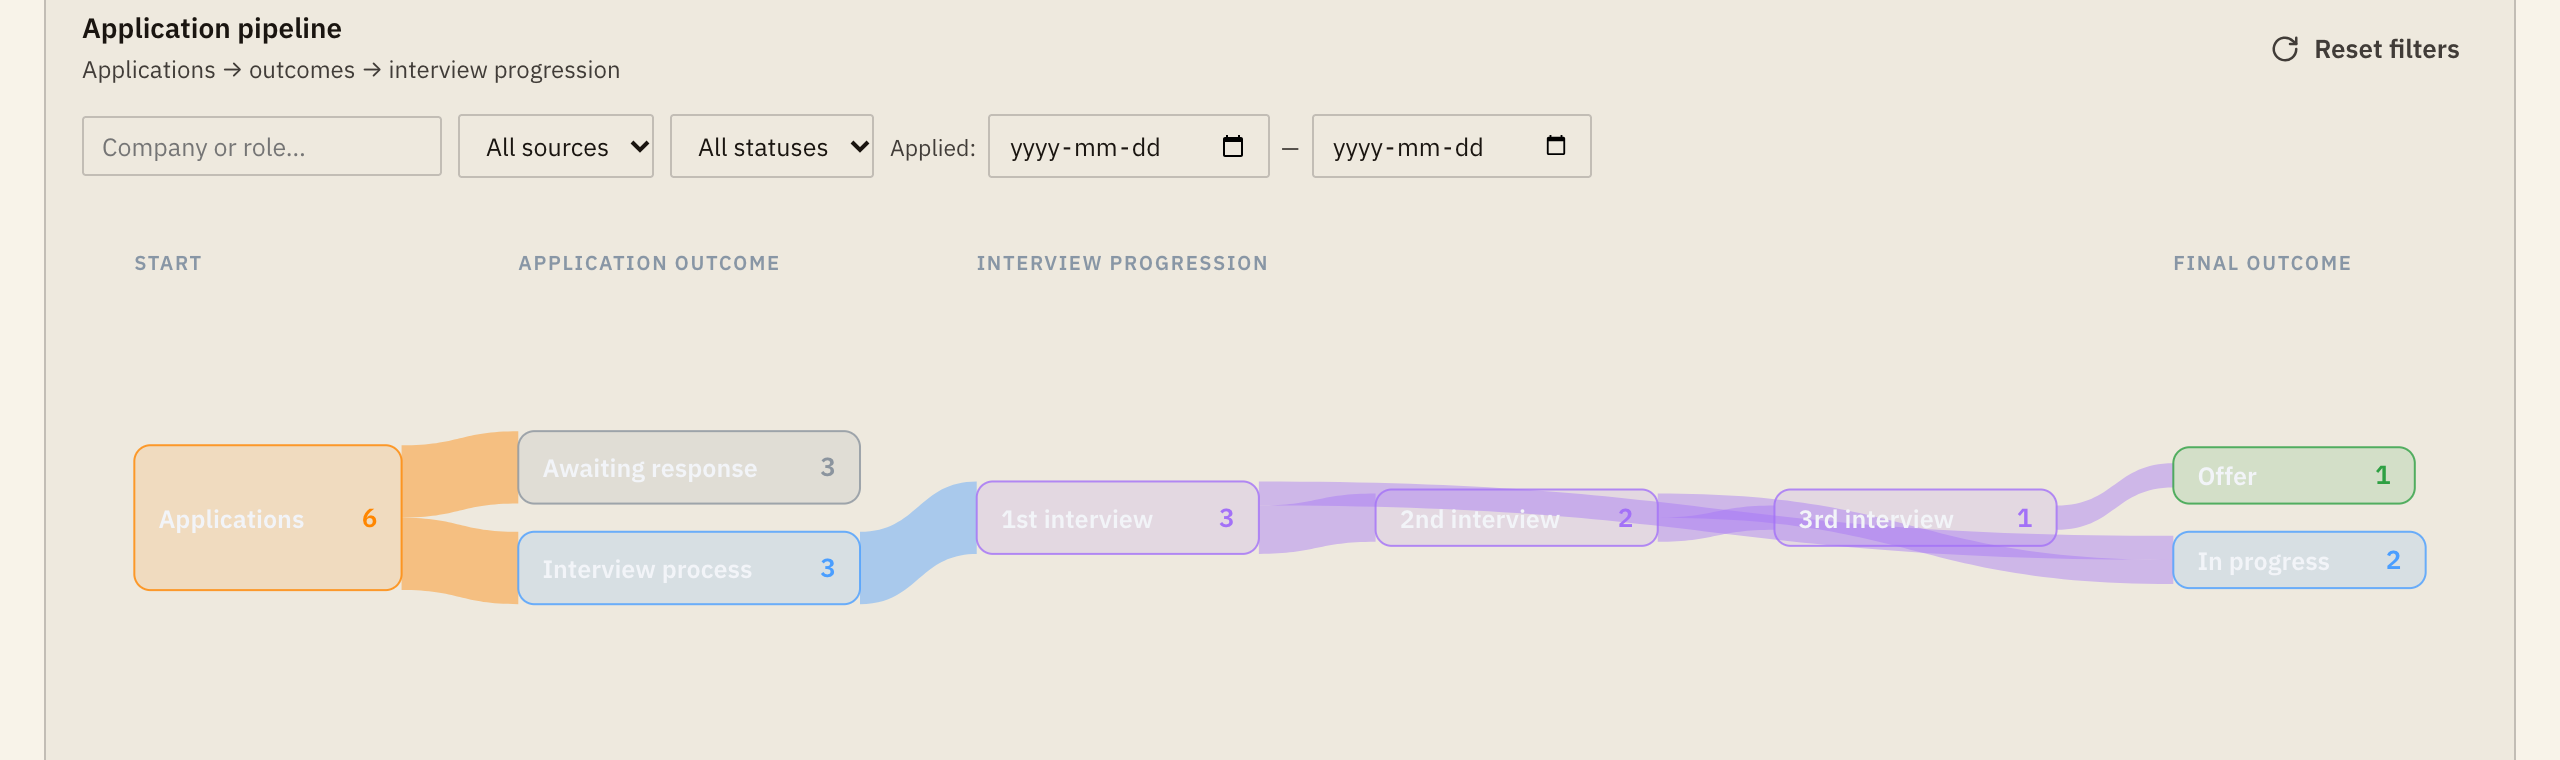 Application pipeline
Applications → outcomes → interview progression
Reset filters
Company or role...
All sources
All statuses
Applied:
yyyy-mm-dd
—
yyyy-mm-dd
START
APPLICATION OUTCOME
INTERVIEW PROGRESSION
FINAL OUTCOME
Applications 6
Awaiting response 3
Interview process 3
1st interview 3
2nd interview 2
3rd interview 1
Offer 1
In progress 2